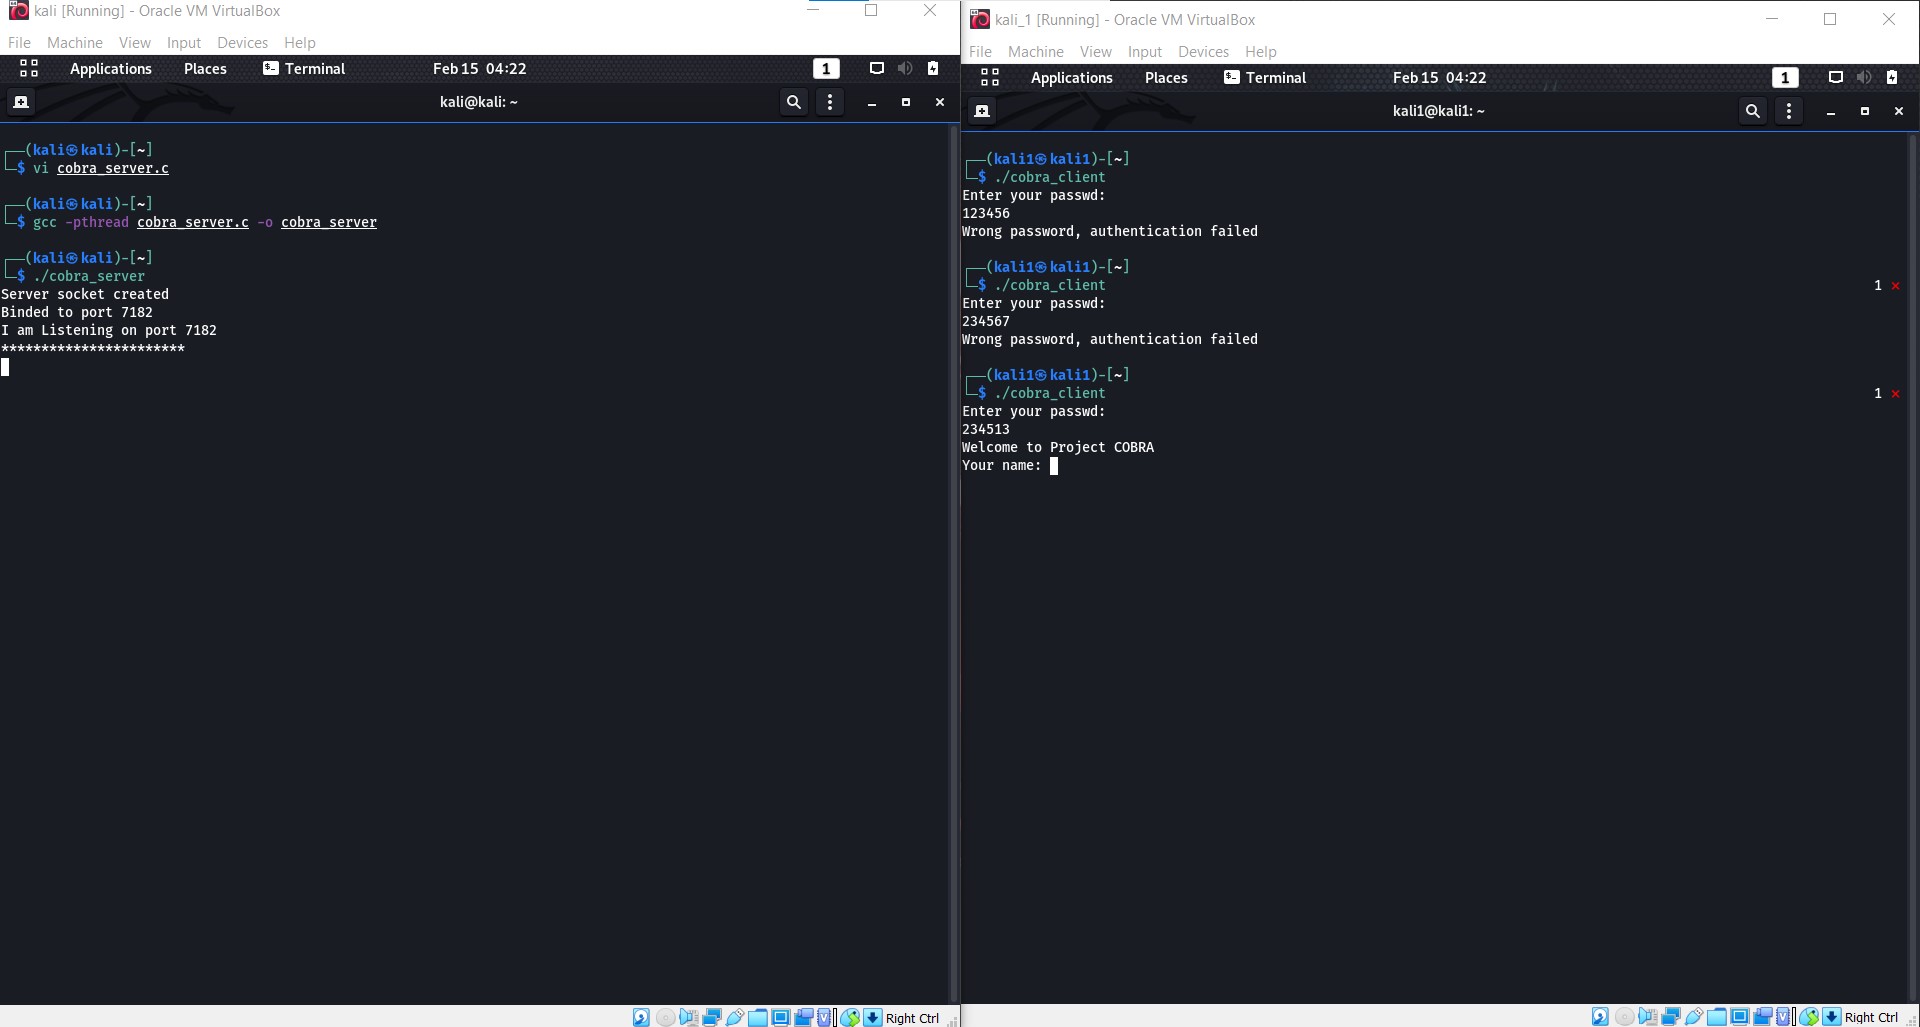 kali [Running] - Oracle VM VirtualBox
File Machine View Input Devices Help
Applications Places Terminal Feb 15 04:22 1
kali@kali: ~
┌──(kali㉿kali)-[~]
└─$ vi cobra_server.c
┌──(kali㉿kali)-[~]
└─$ gcc -pthread cobra_server.c -o cobra_server
┌──(kali㉿kali)-[~]
└─$ ./cobra_server
Server socket created
Binded to port 7182
I am Listening on port 7182
***********************
Right Ctrl
kali_1 [Running] - Oracle VM VirtualBox
File Machine View Input Devices Help
Applications Places Terminal Feb 15 04:22 1
kali1@kali1: ~
┌──(kali1㉿kali1)-[~]
└─$ ./cobra_client
Enter your passwd:
123456
Wrong password, authentication failed
┌──(kali1㉿kali1)-[~]
└─$ ./cobra_client 1 ⨯
Enter your passwd:
234567
Wrong password, authentication failed
┌──(kali1㉿kali1)-[~]
└─$ ./cobra_client 1 ⨯
Enter your passwd:
234513
Welcome to Project COBRA
Your name:
Right Ctrl